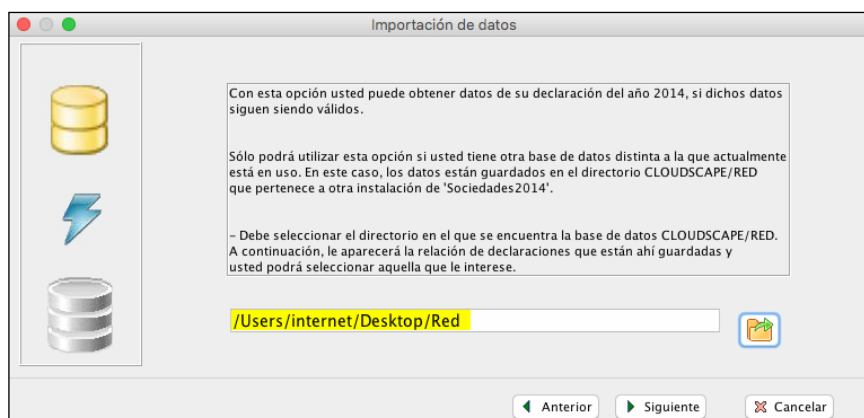 Importación de datos
Con esta opción usted puede obtener datos de su declaración del año 2014, si dichos datos
siguen siendo válidos.
Sólo podrá utilizar esta opción si usted tiene otra base de datos distinta a la que actualmente
está en uso. En este caso, los datos están guardados en el directorio CLOUDSCAPE/RED
que pertenece a otra instalación de 'Sociedades2014'.
– Debe seleccionar el directorio en el que se encuentra la base de datos CLOUDSCAPE/RED.
A continuación, le aparecerá la relación de declaraciones que están ahí guardadas y
usted podrá seleccionar aquella que le interese.
/Users/internet/Desktop/Red
Anterior Siguiente Cancelar